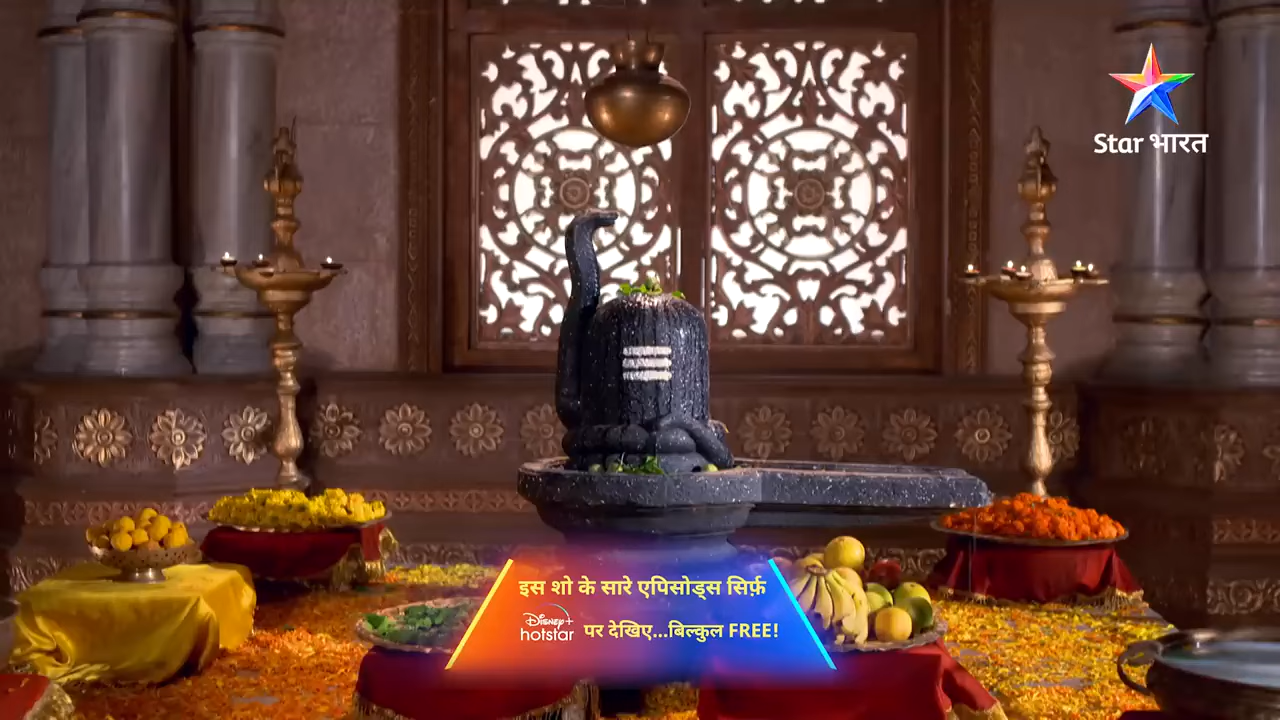 Star भारत
इस शो के सारे एपिसोड्स सिर्फ़
Disney+
hotstar पर देखिए...बिल्कुल FREE!